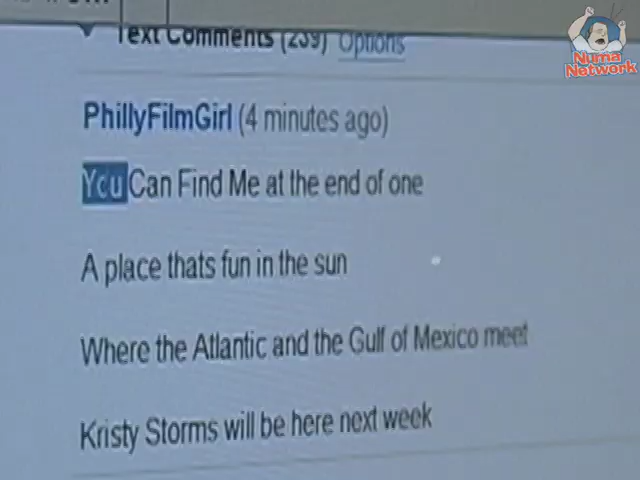 Text Comments (239) Options
Numa
Network
PhillyFilmGirl (4 minutes ago)
You Can Find Me at the end of one
A place thats fun in the sun
Where the Atlantic and the Gulf of Mexico meet
Kristy Storms will be here next week